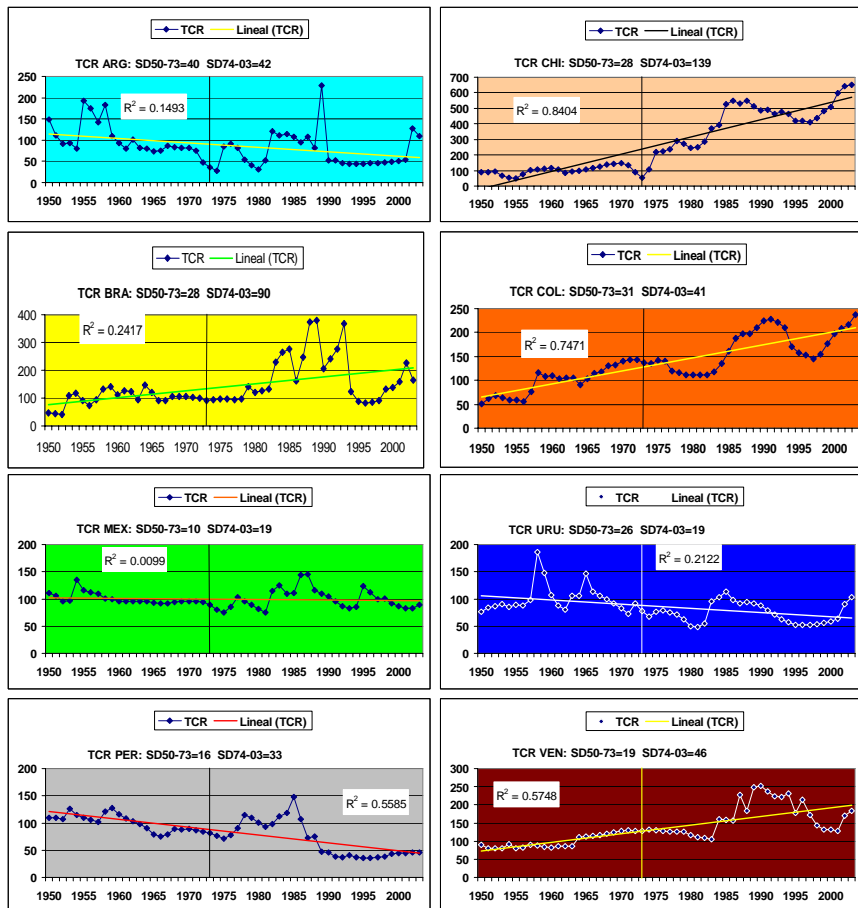 TCR Lineal (TCR)
TCR ARG: SD50-73=40 SD74-03=42
R² = 0.1493
250
200
150
100
50
0
1950 1955 1960 1965 1970 1975 1980 1985 1990 1995 2000
TCR Lineal (TCR)
TCR CHI: SD50-73=28 SD74-03=139
R² = 0.8404
700
600
500
400
300
200
100
0
1950 1955 1960 1965 1970 1975 1980 1985 1990 1995 2000
TCR Lineal (TCR)
TCR BRA: SD50-73=28 SD74-03=90
R² = 0.2417
400
300
200
100
0
1950 1955 1960 1965 1970 1975 1980 1985 1990 1995 2000
TCR Lineal (TCR)
TCR COL: SD50-73=31 SD74-03=41
R² = 0.7471
250
200
150
100
50
0
1950 1955 1960 1965 1970 1975 1980 1985 1990 1995 2000
TCR Lineal (TCR)
TCR MEX: SD50-73=10 SD74-03=19
R² = 0.0099
200
150
100
50
0
1950 1955 1960 1965 1970 1975 1980 1985 1990 1995 2000
TCR Lineal (TCR)
TCR URU: SD50-73=26 SD74-03=19
R² = 0.2122
200
150
100
50
0
1950 1955 1960 1965 1970 1975 1980 1985 1990 1995 2000
TCR Lineal (TCR)
TCR PER: SD50-73=16 SD74-03=33
R² = 0.5585
200
150
100
50
0
1950 1955 1960 1965 1970 1975 1980 1985 1990 1995 2000
TCR Lineal (TCR)
TCR VEN: SD50-73=19 SD74-03=46
R² = 0.5748
300
250
200
150
100
50
0
1950 1955 1960 1965 1970 1975 1980 1985 1990 1995 2000